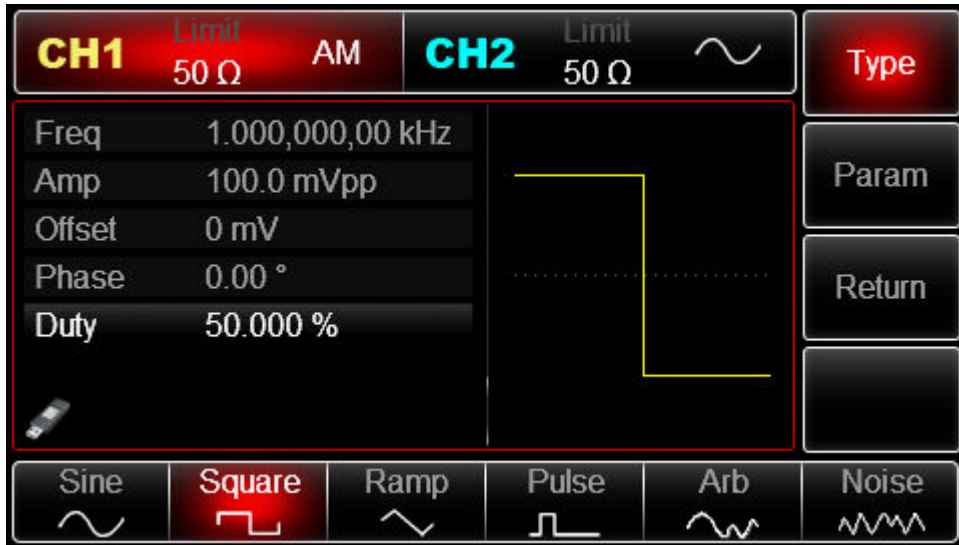 CH1 Limit 50 Ω AM CH2 Limit 50 Ω
Type
Freq 1.000,000,00 kHz
Amp 100.0 mVpp
Offset 0 mV
Phase 0.00 °
Duty 50.000 %
Param
Return
Sine Square Ramp Pulse Arb Noise